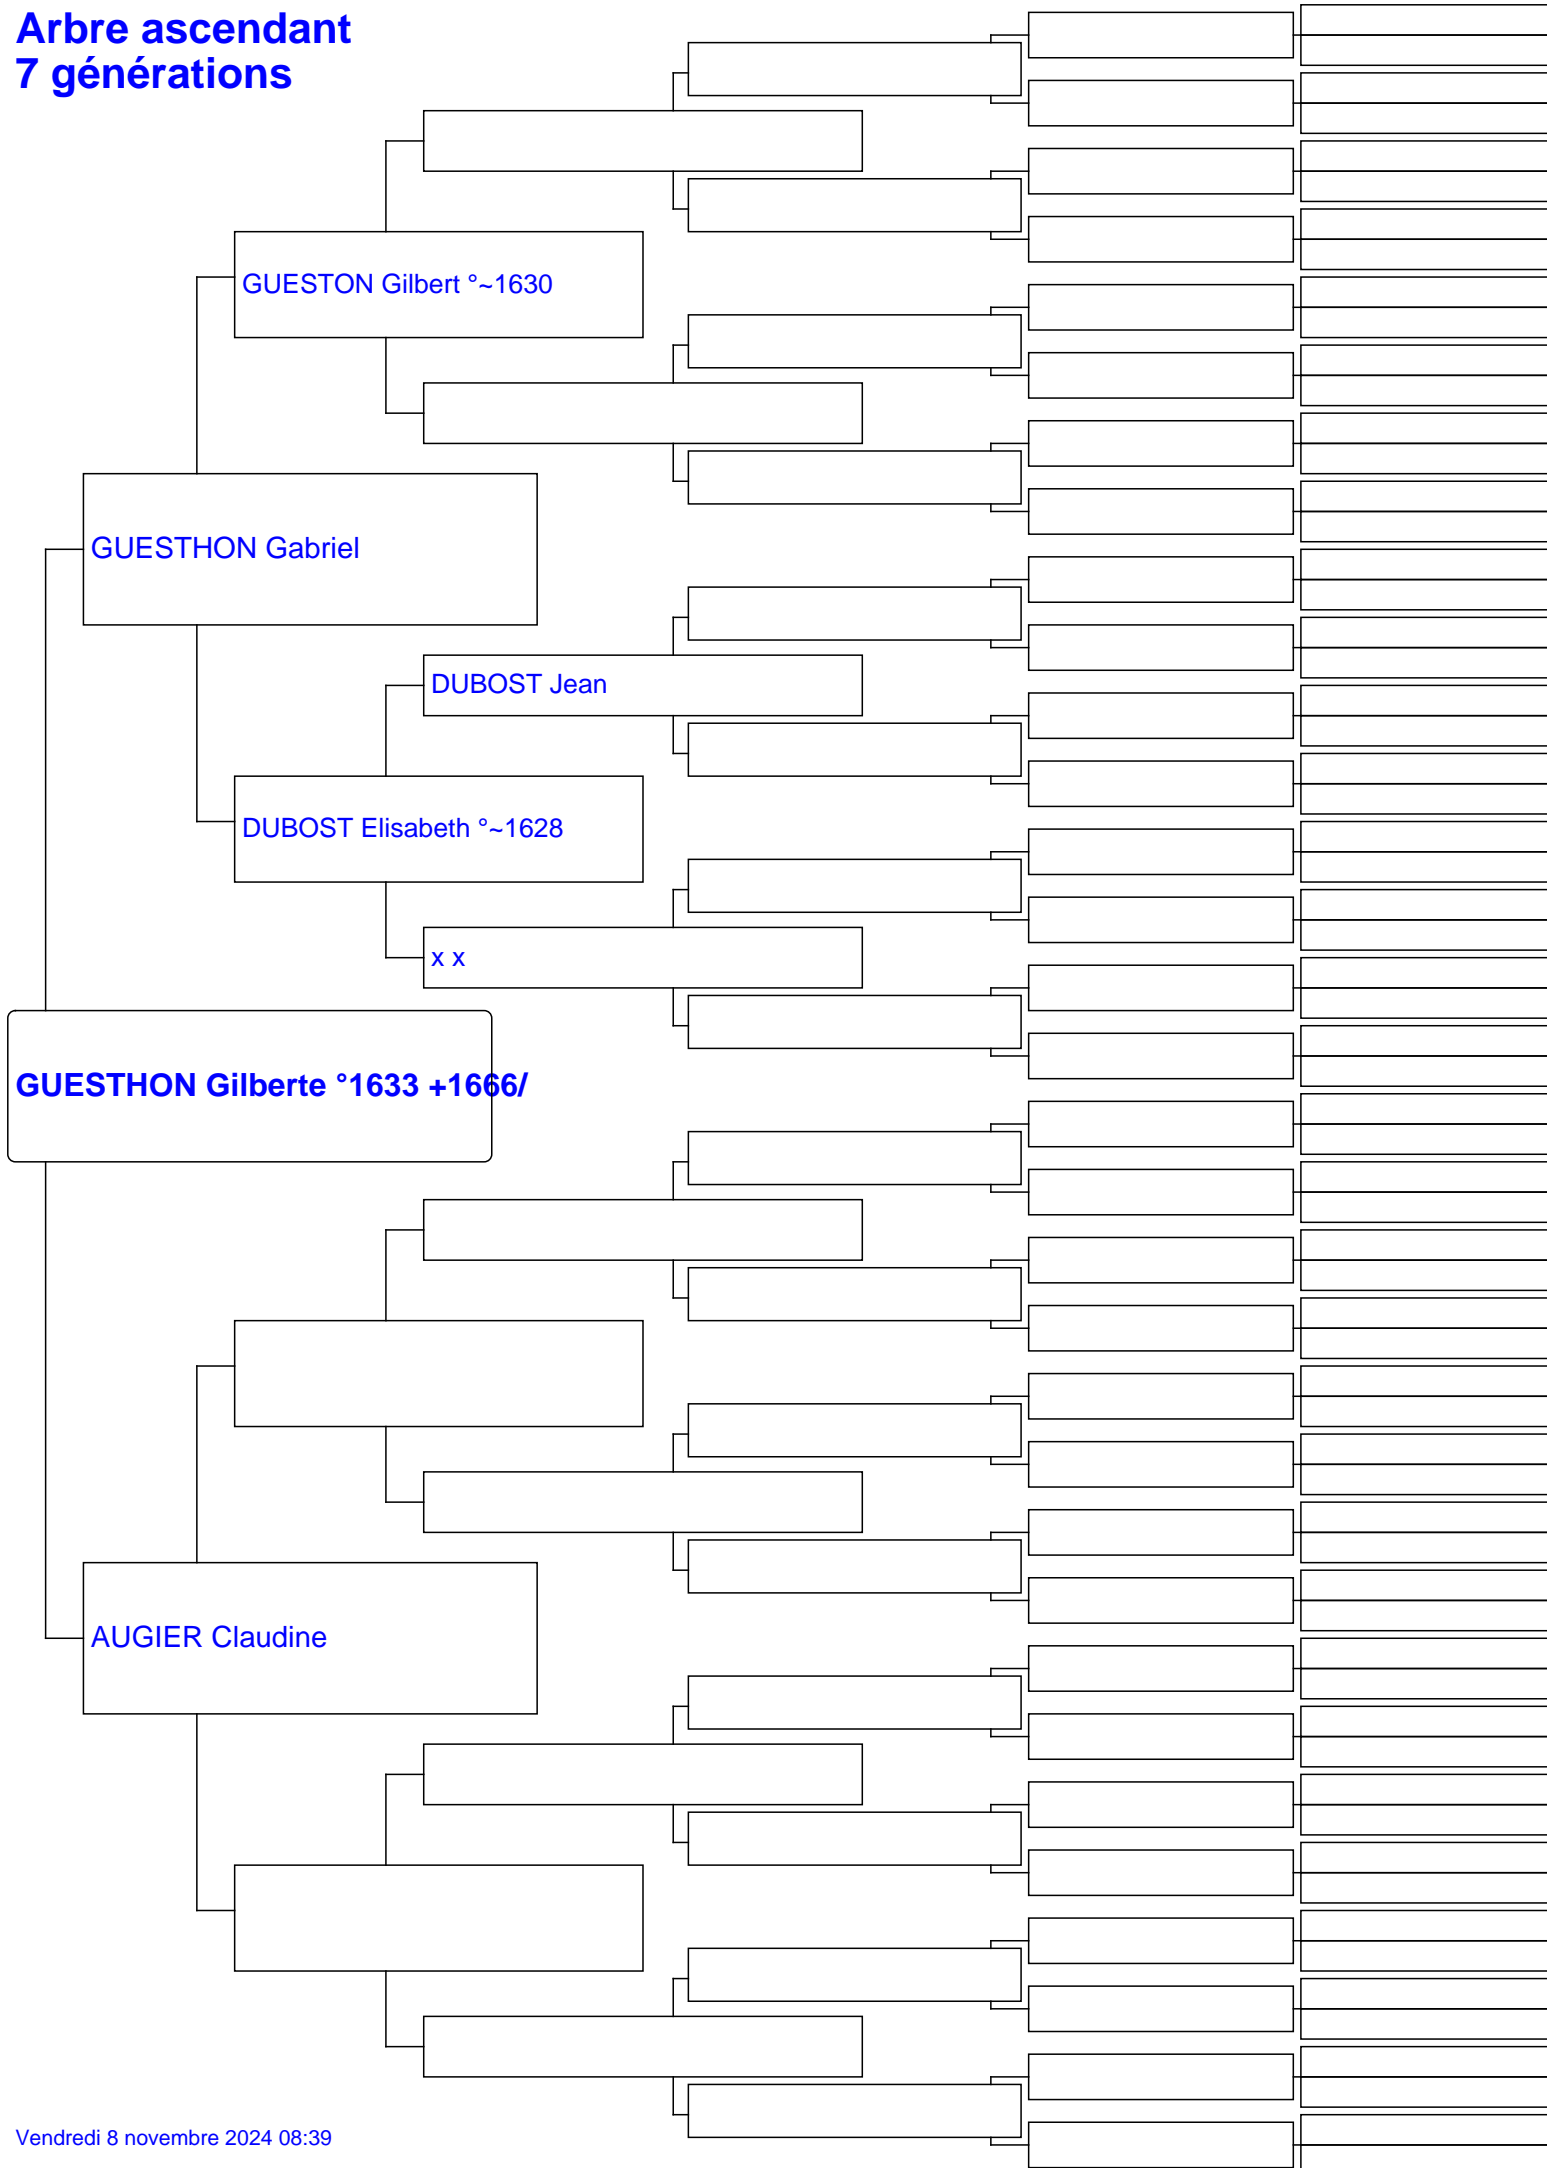 Arbre ascendant
7 générations
GUESTON Gilbert °~1630
GUESTHON Gabriel
DUBOST Jean
DUBOST Elisabeth °~1628
x x
GUESTHON Gilberte °1633 +1666/
AUGIER Claudine
Vendredi 8 novembre 2024 08:39